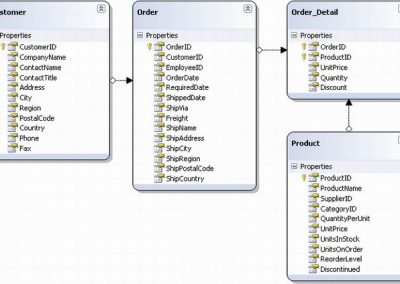 ustomer
Properties
CustomerID
CompanyName
ContactName
ContactTitle
Address
City
Region
PostalCode
Country
Phone
Fax
Order
Properties
OrderID
CustomerID
EmployeeID
OrderDate
RequiredDate
ShippedDate
ShipVia
Freight
ShipName
ShipAddress
ShipCity
ShipRegion
ShipPostalCode
ShipCountry
Order_Detail
Properties
OrderID
ProductID
UnitPrice
Quantity
Discount
Product
Properties
ProductID
ProductName
SupplierID
CategoryID
QuantityPerUnit
UnitPrice
UnitsInStock
UnitsOnOrder
ReorderLevel
Discontinued